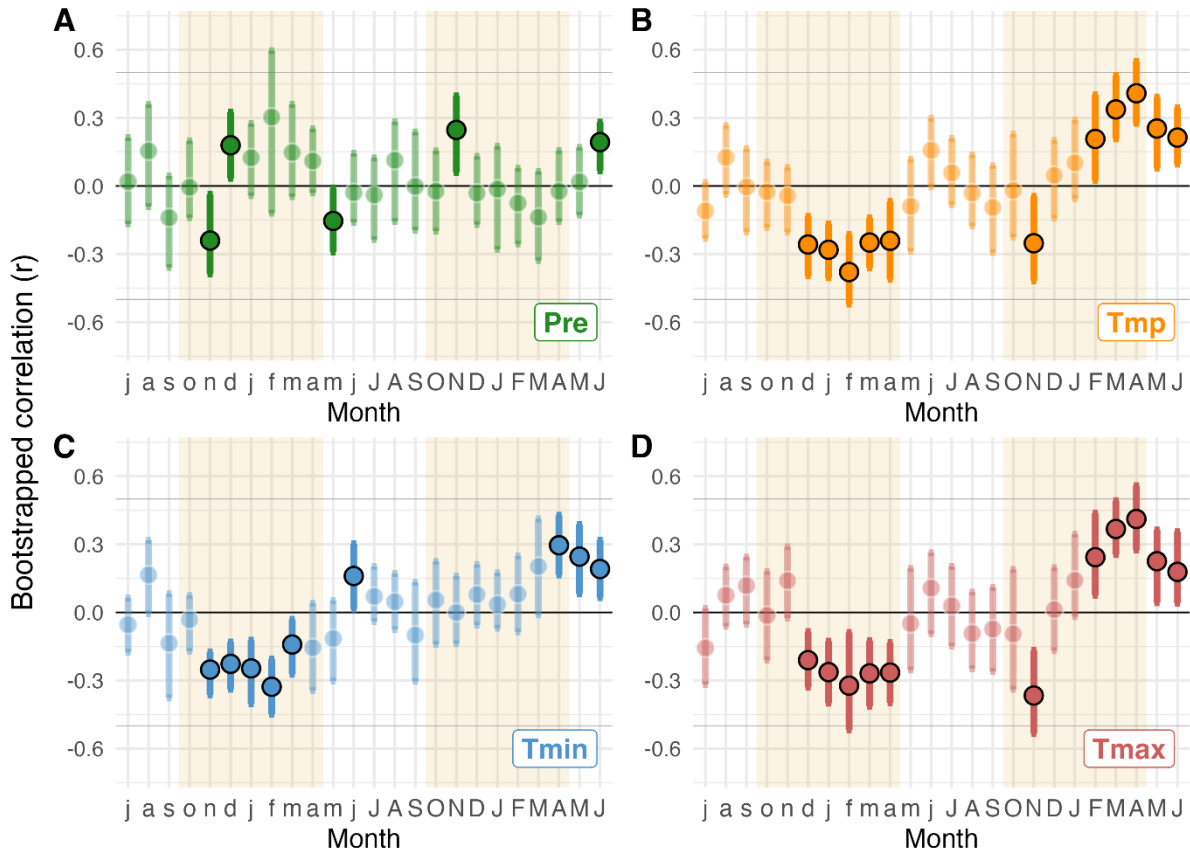 A
B
0.6
0.3
0.0
-0.3
-0.6
Pre
j a s o n d j f m a m j J A S O N D J F M A M J
Month
0.6
0.3
0.0
-0.3
-0.6
Tmp
j a s o n d j f m a m j J A S O N D J F M A M J
Month
Bootstrapped correlation (r)
C
D
0.6
0.3
0.0
-0.3
-0.6
Tmin
j a s o n d j f m a m j J A S O N D J F M A M J
Month
0.6
0.3
0.0
-0.3
-0.6
Tmax
j a s o n d j f m a m j J A S O N D J F M A M J
Month